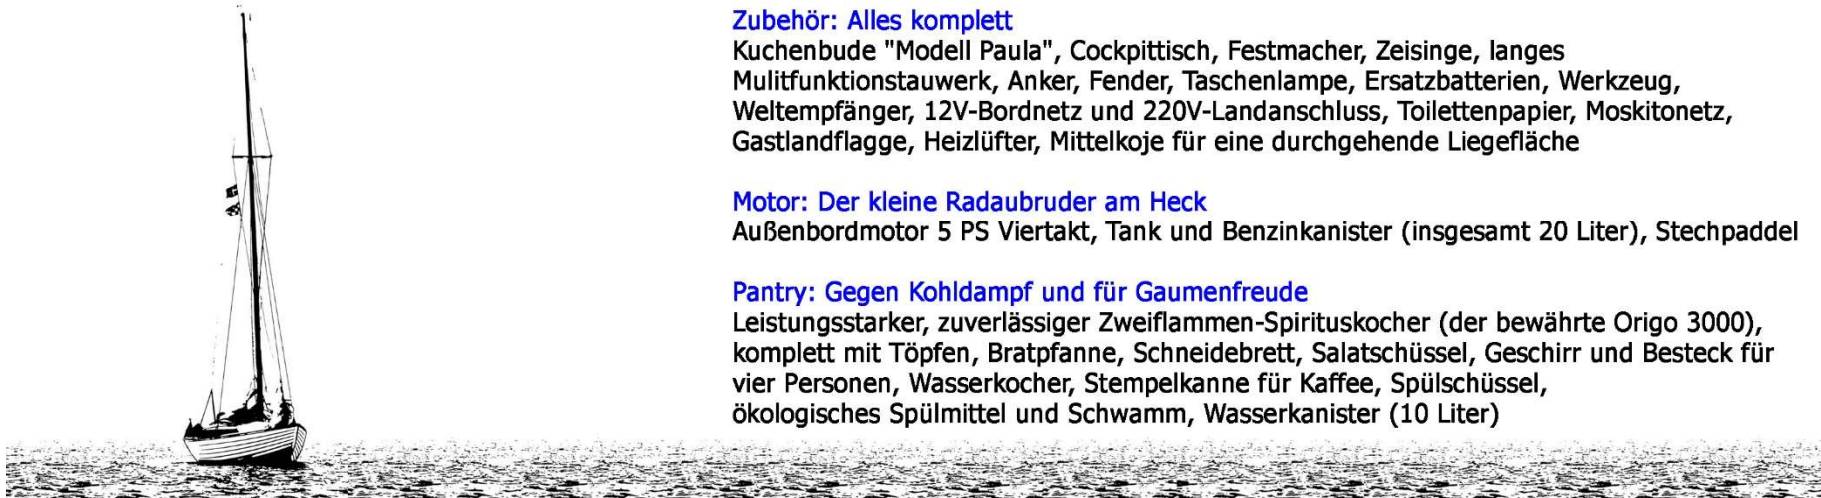 Zubehör: Alles komplett
Kuchenbude "Modell Paula", Cockpittisch, Festmacher, Zeisinge, langes
Mulitfunktionstauwerk, Anker, Fender, Taschenlampe, Ersatzbatterien, Werkzeug,
Weltempfänger, 12V-Bordnetz und 220V-Landanschluss, Toilettenpapier, Moskitonetz,
Gastlandflagge, Heizlüfter, Mittelkoje für eine durchgehende Liegefläche
Motor: Der kleine Radaubruder am Heck
Außenbordmotor 5 PS Viertakt, Tank und Benzinkanister (insgesamt 20 Liter), Stechpaddel
Pantry: Gegen Kohldampf und für Gaumenfreude
Leistungsstarker, zuverlässiger Zweiflammen-Spirituskocher (der bewährte Origo 3000),
komplett mit Töpfen, Bratpfanne, Schneidebrett, Salatschüssel, Geschirr und Besteck für
vier Personen, Wasserkocher, Stempelkanne für Kaffee, Spülschüssel,
ökologisches Spülmittel und Schwamm, Wasserkanister (10 Liter)